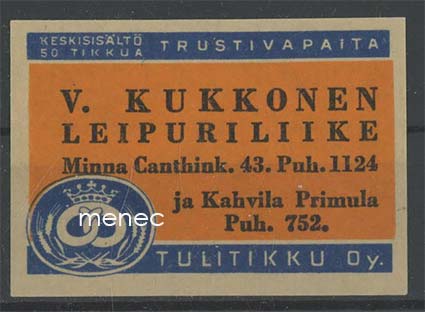 KESKISISÄLTÖ
50 TIKKUA
TRUSTIVAPAITA
V. KUKKONEN
LEIPURILIIKE
Minna Canthink. 43. Puh. 1124
ja Kahvila Primula
Puh. 752.
menec
TULITIKKU Oy.